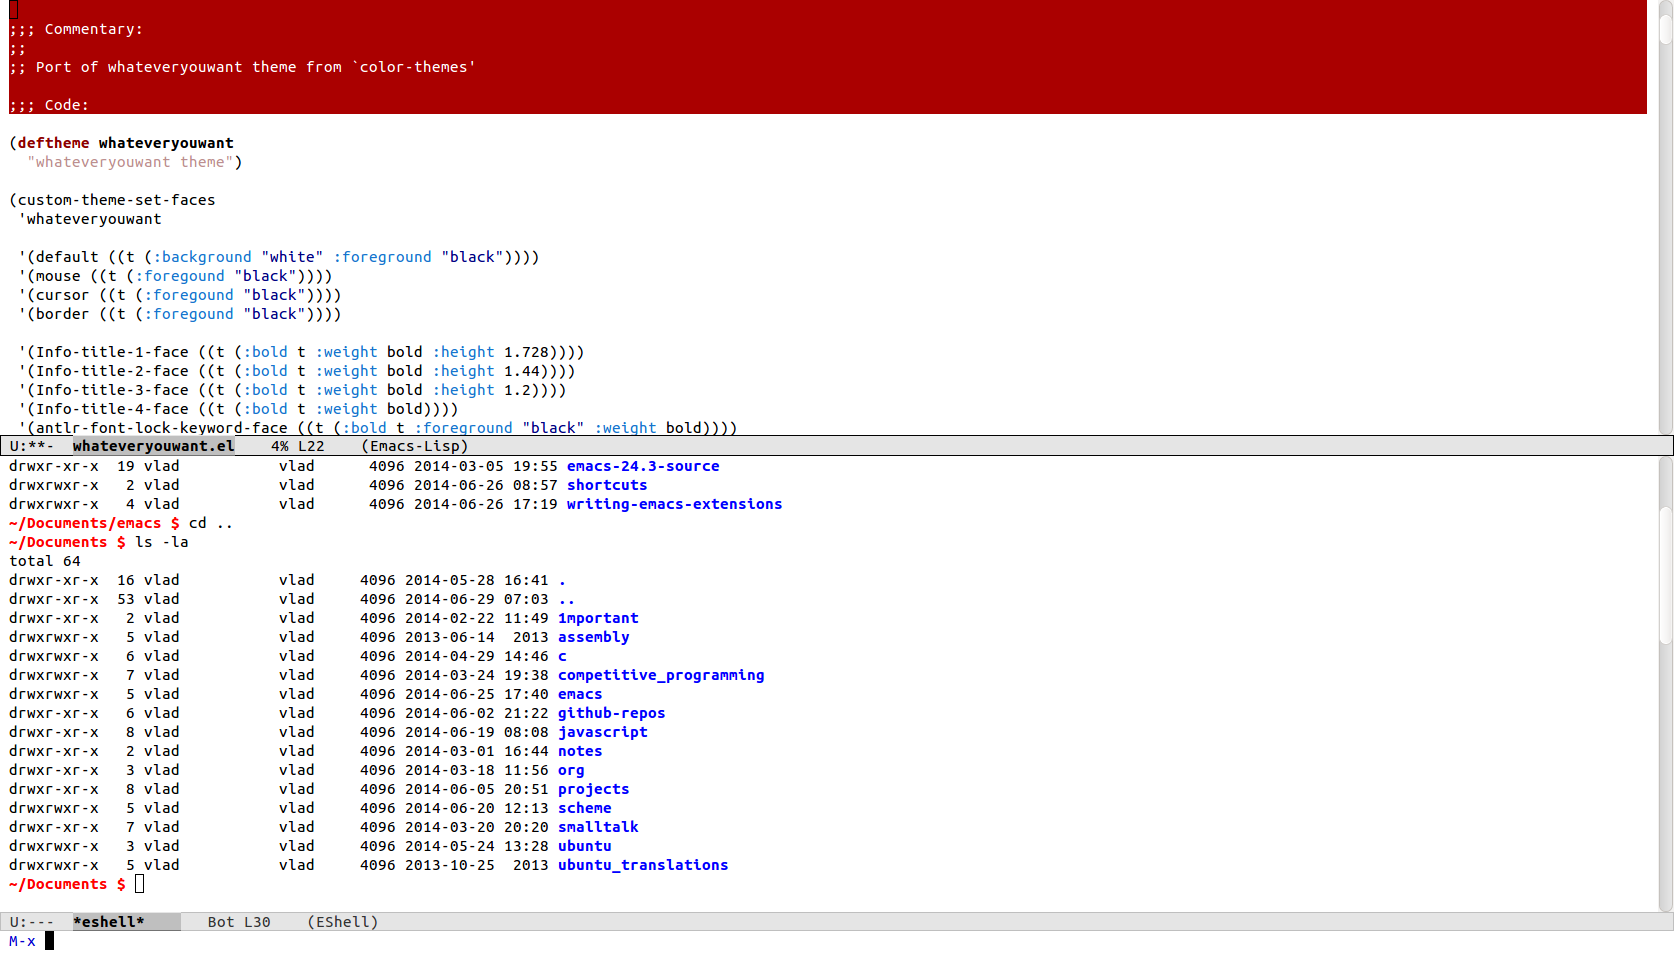 ;;; Commentary:
;;
;; Port of whateveryouwant theme from `color-themes'
;;; Code:
(deftheme whateveryouwant
  "whateveryouwant theme")
(custom-theme-set-faces
 'whateveryouwant
 '(default ((t (:background "white" :foreground "black"))))
 '(mouse ((t (:foregound "black"))))
 '(cursor ((t (:foregound "black"))))
 '(border ((t (:foregound "black"))))
 '(Info-title-1-face ((t (:bold t :weight bold :height 1.728))))
 '(Info-title-2-face ((t (:bold t :weight bold :height 1.44))))
 '(Info-title-3-face ((t (:bold t :weight bold :height 1.2))))
 '(Info-title-4-face ((t (:bold t :weight bold))))
 '(antlr-font-lock-keyword-face ((t (:bold t :foreground "black" :weight bold))))
U:**-  whateveryouwant.el    4% L22    (Emacs-Lisp)
drwxr-xr-x  19 vlad           vlad      4096 2014-03-05 19:55 emacs-24.3-source
drwxrwxr-x   2 vlad           vlad      4096 2014-06-26 08:57 shortcuts
drwxrwxr-x   4 vlad           vlad      4096 2014-06-26 17:19 writing-emacs-extensions
~/Documents/emacs $ cd ..
~/Documents $ ls -la
total 64
drwxr-xr-x  16 vlad           vlad     4096 2014-05-28 16:41 .
drwxr-xr-x  53 vlad           vlad     4096 2014-06-29 07:03 ..
drwxr-xr-x   2 vlad           vlad     4096 2014-02-22 11:49 1mportant
drwxrwxr-x   5 vlad           vlad     4096 2013-06-14  2013 assembly
drwxrwxr-x   6 vlad           vlad     4096 2014-04-29 14:46 c
drwxrwxr-x   7 vlad           vlad     4096 2014-03-24 19:38 competitive_programming
drwxrwxr-x   5 vlad           vlad     4096 2014-06-25 17:40 emacs
drwxr-xr-x   6 vlad           vlad     4096 2014-06-02 21:22 github-repos
drwxr-xr-x   8 vlad           vlad     4096 2014-06-19 08:08 javascript
drwxrwxr-x   2 vlad           vlad     4096 2014-03-01 16:44 notes
drwxr-xr-x   3 vlad           vlad     4096 2014-03-18 11:56 org
drwxr-xr-x   8 vlad           vlad     4096 2014-06-05 20:51 projects
drwxrwxr-x   5 vlad           vlad     4096 2014-06-20 12:13 scheme
drwxr-xr-x   7 vlad           vlad     4096 2014-03-20 20:20 smalltalk
drwxr-xr-x   3 vlad           vlad     4096 2014-05-24 13:28 ubuntu
drwxrwxr-x   5 vlad           vlad     4096 2013-10-25  2013 ubuntu_translations
~/Documents $
U:---  *eshell*       Bot L30    (EShell)
M-x